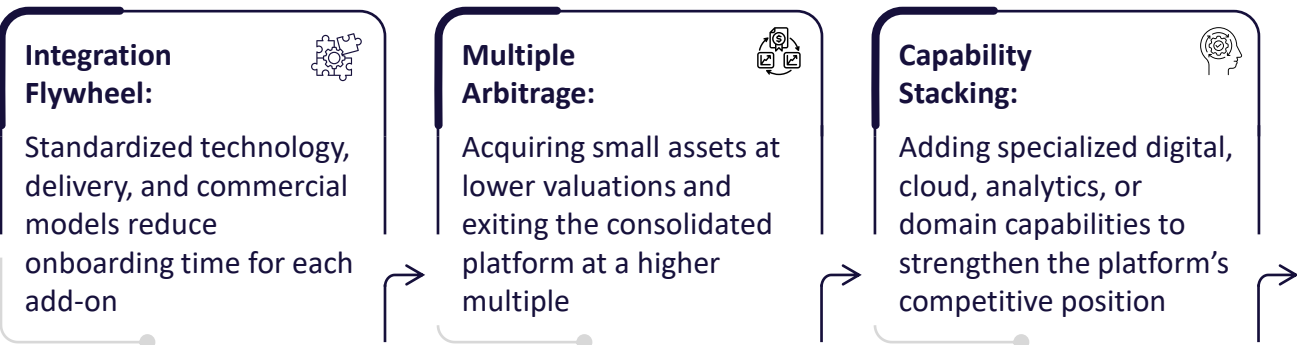 Integration
Flywheel:
Standardized technology,
delivery, and commercial
models reduce
onboarding time for each
add-on
Multiple
Arbitrage:
Acquiring small assets at
lower valuations and
exiting the consolidated
platform at a higher
multiple
Capability
Stacking:
Adding specialized digital,
cloud, analytics, or
domain capabilities to
strengthen the platform’s
competitive position